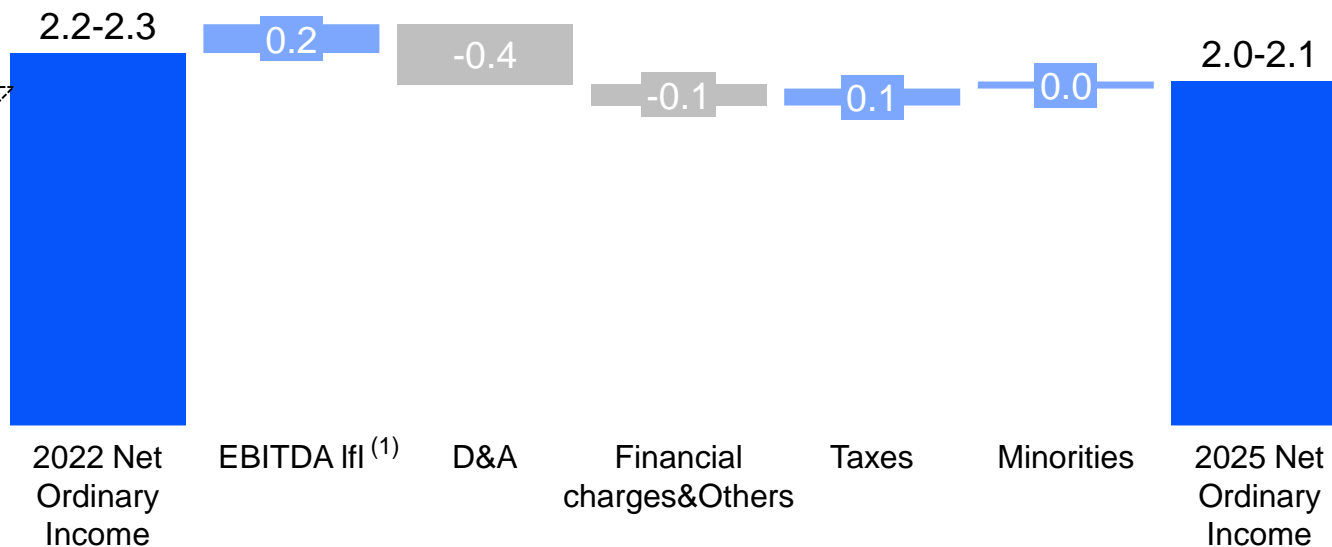 2.2-2.3
0.2
-0.4
-0.1
0.1
0.0
2.0-2.1
2022 Net
Ordinary
Income
EBITDA lfl (1)
D&A
Financial
charges&Others
Taxes
Minorities
2025 Net
Ordinary
Income